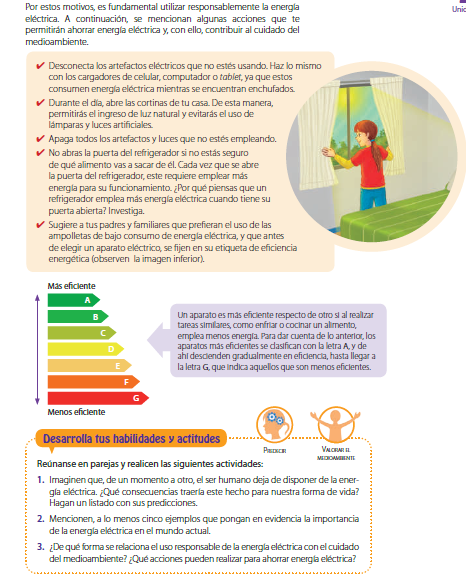 Por estos motivos, es fundamental utilizar responsablemente la energía
eléctrica. A continuación, se mencionan algunas acciones que te
permitirán ahorrar energía eléctrica y, con ello, contribuir al cuidado del
medioambiente.
✔ Desconecta los artefactos eléctricos que no estés usando. Haz lo mismo
con los cargadores de celular, computador o tablet, ya que estos
consumen energía eléctrica mientras se encuentran enchufados.
✔ Durante el día, abre las cortinas de tu casa. De esta manera,
permitirás el ingreso de luz natural y evitarás el uso de
lámparas y luces artificiales.
✔ Apaga todos los artefactos y luces que no estés empleando.
✔ No abras la puerta del refrigerador si no estás seguro
de qué alimento vas a sacar de él. Cada vez que se abre
la puerta del refrigerador, este requiere emplear más
energía para su funcionamiento. ¿Por qué piensas que un
refrigerador emplea más energía eléctrica cuando tiene su
puerta abierta? Investiga.
✔ Sugiere a tus padres y familiares que prefieran el uso de las
ampolletas de bajo consumo de energía eléctrica, y que antes
de elegir un aparato eléctrico, se fijen en su etiqueta de eficiencia
energética (observen la imagen inferior).
Más eficiente
A
B
C
D
E
F
G
Menos eficiente
Un aparato es más eficiente respecto de otro si al realizar
tareas similares, como enfriar o cocinar un alimento,
emplea menos energía. Para dar cuenta de lo anterior, los
aparatos más eficientes se clasifican con la letra A, y de
ahí descienden gradualmente en eficiencia, hasta llegar a
la letra G, que indica aquellos que son menos eficientes.
Desarrolla tus habilidades y actitudes
PREDECIR
VALORAR EL
MEDIOAMBIENTE
Reúnanse en parejas y realicen las siguientes actividades:
1. Imaginen que, de un momento a otro, el ser humano deja de disponer de la ener-
gía eléctrica. ¿Qué consecuencias traería este hecho para nuestra forma de vida?
Hagan un listado con sus predicciones.
2. Mencionen, a lo menos cinco ejemplos que pongan en evidencia la importancia
de la energía eléctrica en el mundo actual.
3. ¿De qué forma se relaciona el uso responsable de la energía eléctrica con el cuidado
del medioambiente? ¿Qué acciones pueden realizar para ahorrar energía eléctrica?